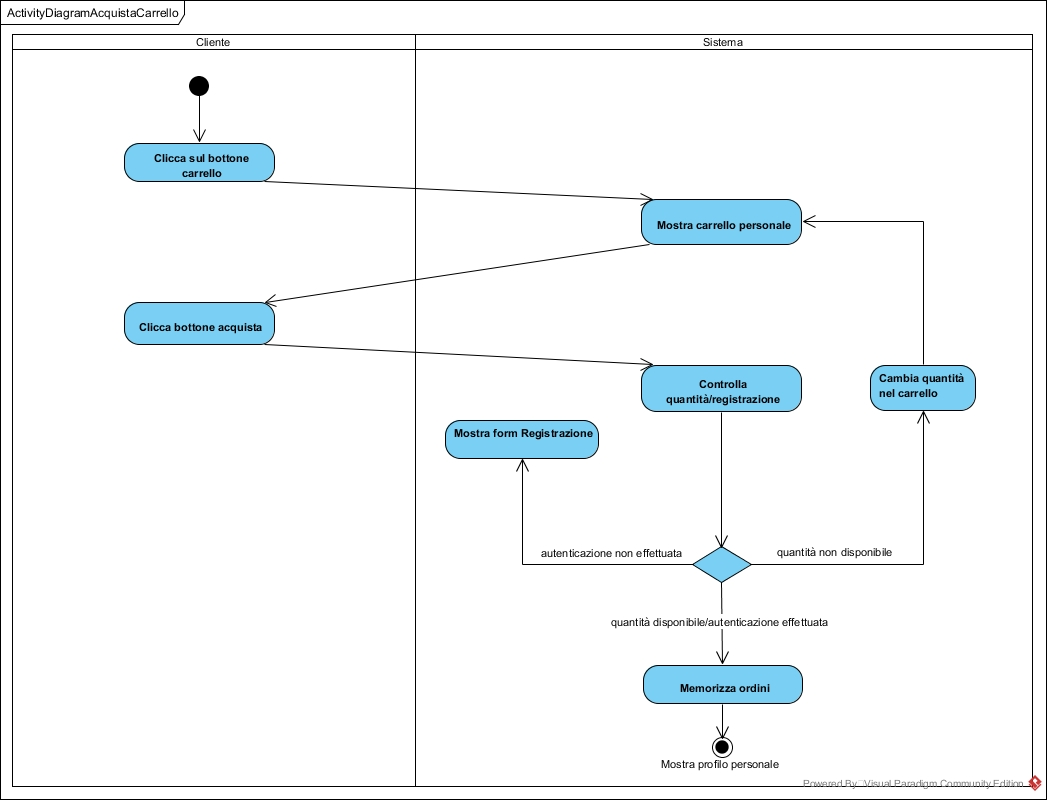 ActivityDiagramAcquistaCarrello
Cliente
Sistema
Clicca sul bottone
carrello
Mostra carrello personale
Clicca bottone acquista
Controlla
quantità/registrazione
Cambia quantità
nel carrello
Mostra form Registrazione
autenticazione non effettuata
quantità non disponibile
quantità disponibile/autenticazione effettuata
Memorizza ordini
Mostra profilo personale
Powered By Visual Paradigm Community Edition